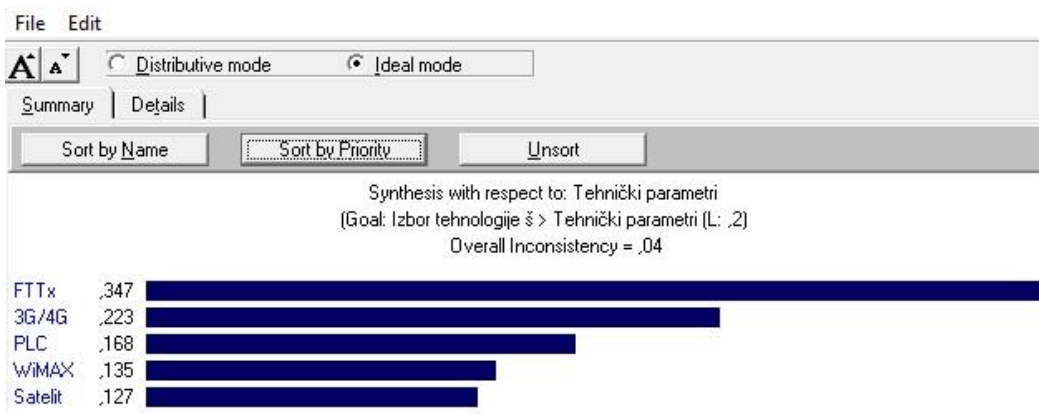 File Edit
A A Distributive mode Ideal mode
Summary Details
Sort by Name Sort by Priority Unsort
Synthesis with respect to: Tehnički parametri
(Goal: Izbor tehnologije š > Tehnički parametri (L: ,2)
Overall Inconsistency = ,04
FTTx ,347
3G/4G ,223
PLC ,168
WiMAX ,135
Satelit ,127